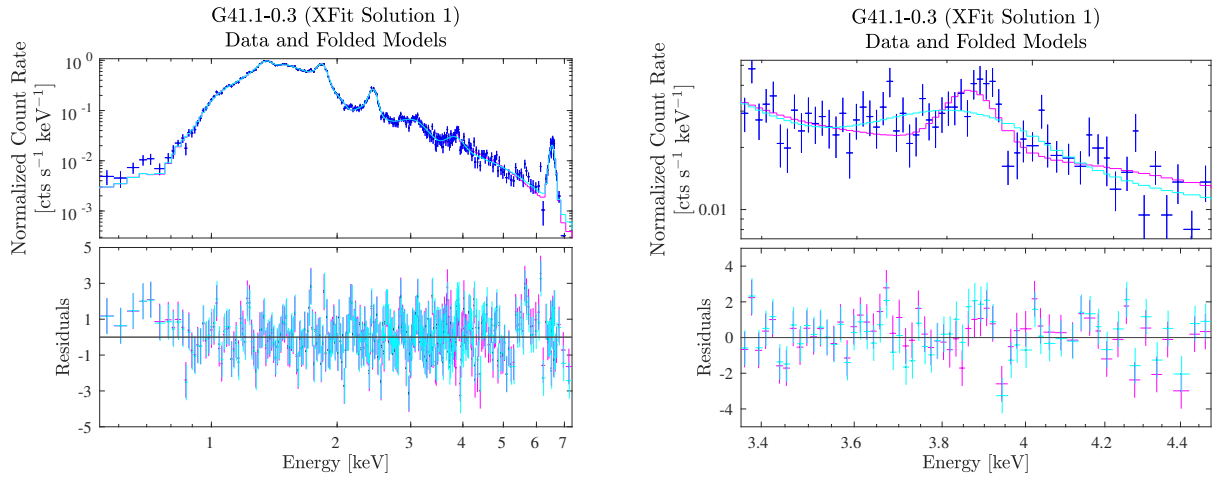 G41.1-0.3 (XFit Solution 1)
Data and Folded Models
Normalized Count Rate
[cts s⁻¹ keV⁻¹]
10⁰
10⁻¹
10⁻²
10⁻³
5
3
1
-1
-3
-5
Residuals
1 2 3 4 5 6 7
Energy [keV]
G41.1-0.3 (XFit Solution 1)
Data and Folded Models
Normalized Count Rate
[cts s⁻¹ keV⁻¹]
0.01
4
2
0
-2
-4
Residuals
3.4 3.6 3.8 4 4.2 4.4
Energy [keV]